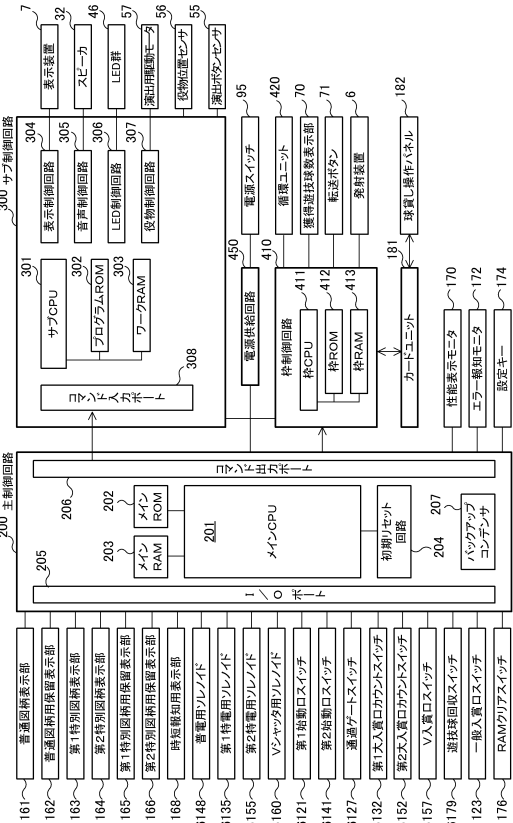 200 主制御回路
205
I／Oポート
203
メイン
RAM
202
メイン
ROM
206
コマンド出力ポート
201
メインCPU
初期リセット
回路
204
207
バックアップ
コンデンサ
161
普通図柄表示部
162
普通図柄用保留表示部
163
第1特別図柄表示部
164
第2特別図柄表示部
165
第1特別図柄用保留表示部
166
第2特別図柄用保留表示部
168
時短報知用表示部
6148
普電用ソレノイド
6135
第1特電用ソレノイド
6155
第2特電用ソレノイド
6160
Vシャッタ用ソレノイド
6121
第1始動口スイッチ
6141
第2始動口スイッチ
6127
通過ゲートスイッチ
6132
第1大入賞口カウントスイッチ
6152
第2大入賞口カウントスイッチ
6157
V入賞口スイッチ
6179
遊技球回収スイッチ
6123
一般入賞口スイッチ
176
RAMクリアスイッチ
300 サブ制御回路
301
サブCPU
302
プログラムROM
303
ワークRAM
308
コマンド入力ポート
304
表示制御回路
305
音声制御回路
306
LED制御回路
307
役物制御回路
7
表示装置
32
スピーカ
46
LED群
57
演出用駆動モータ
56
役物位置センサ
55
演出ボタンセンサ
450
電源供給回路
95
電源スイッチ
410
枠制御回路
411
枠CPU
412
枠ROM
413
枠RAM
420
循環ユニット
70
獲得遊技球数表示部
71
転送ボタン
6
発射装置
181
カードユニット
182
球貸し操作パネル
170
性能表示モニタ
172
エラー報知モニタ
174
設定キー